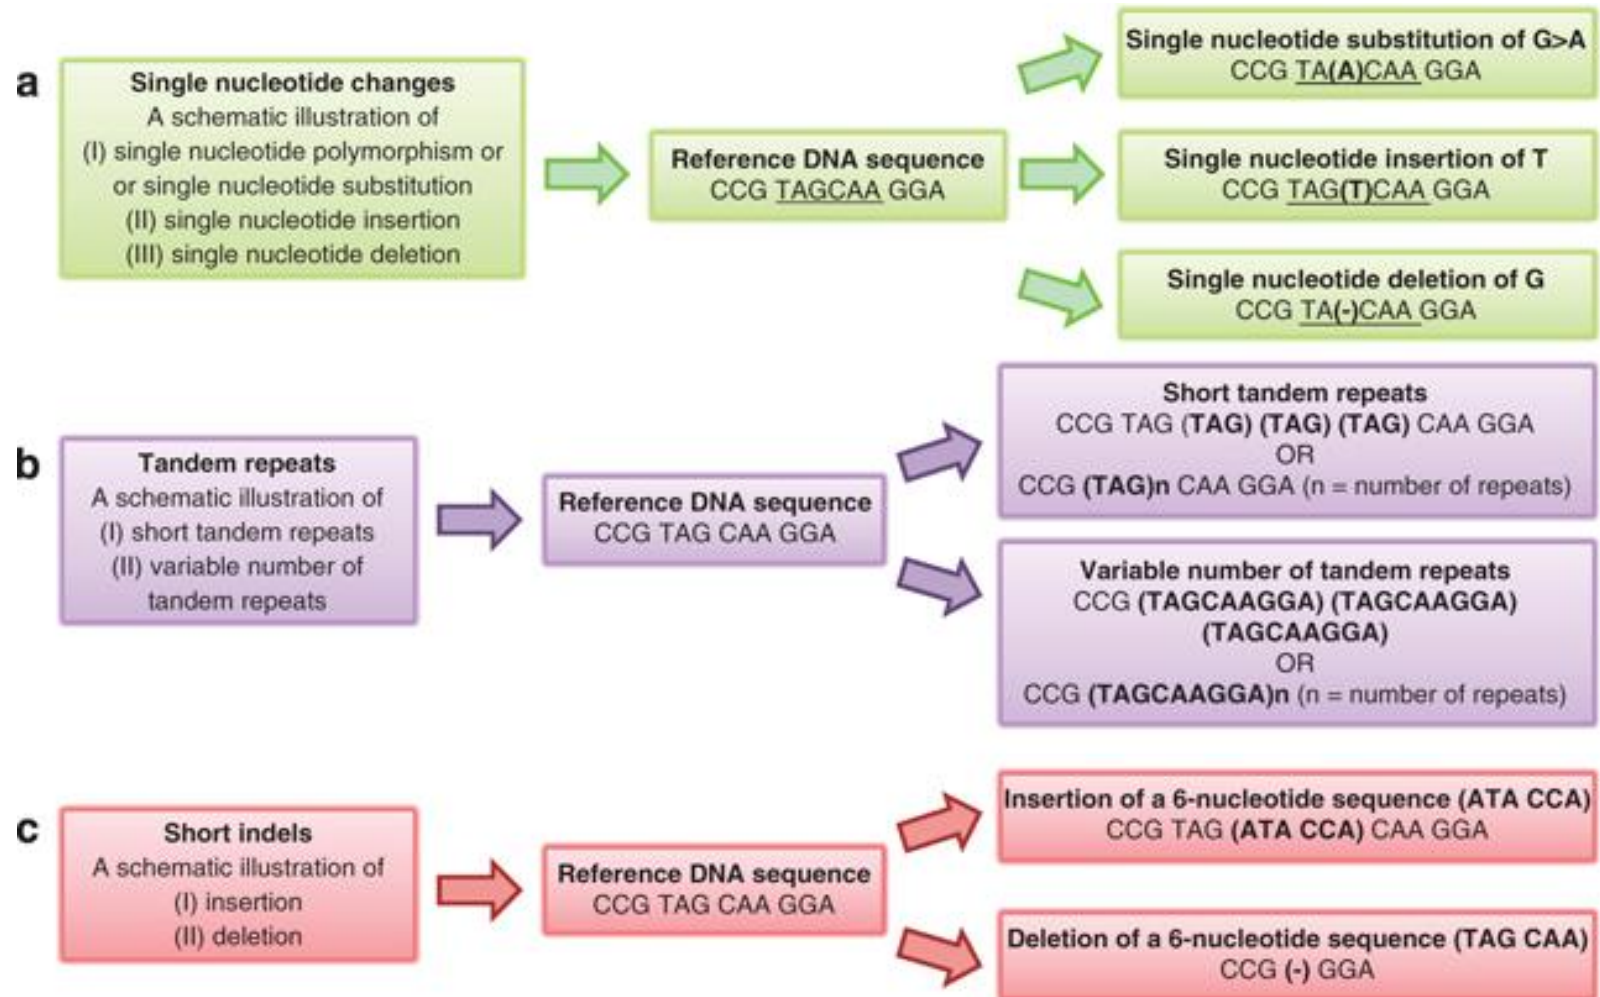 a
Single nucleotide changes
A schematic illustration of
(I) single nucleotide polymorphism or
or single nucleotide substitution
(II) single nucleotide insertion
(III) single nucleotide deletion
Reference DNA sequence
CCG TAGCAA GGA
Single nucleotide substitution of G>A
CCG TA(A)CAA GGA
Single nucleotide insertion of T
CCG TAG(T)CAA GGA
Single nucleotide deletion of G
CCG TA(-)CAA GGA
b
Tandem repeats
A schematic illustration of
(I) short tandem repeats
(II) variable number of
tandem repeats
Reference DNA sequence
CCG TAG CAA GGA
Short tandem repeats
CCG TAG (TAG) (TAG) (TAG) CAA GGA
OR
CCG (TAG)n CAA GGA (n = number of repeats)
Variable number of tandem repeats
CCG (TAGCAAGGA) (TAGCAAGGA)
(TAGCAAGGA)
OR
CCG (TAGCAAGGA)n (n = number of repeats)
c
Short indels
A schematic illustration of
(I) insertion
(II) deletion
Reference DNA sequence
CCG TAG CAA GGA
Insertion of a 6-nucleotide sequence (ATA CCA)
CCG TAG (ATA CCA) CAA GGA
Deletion of a 6-nucleotide sequence (TAG CAA)
CCG (-) GGA